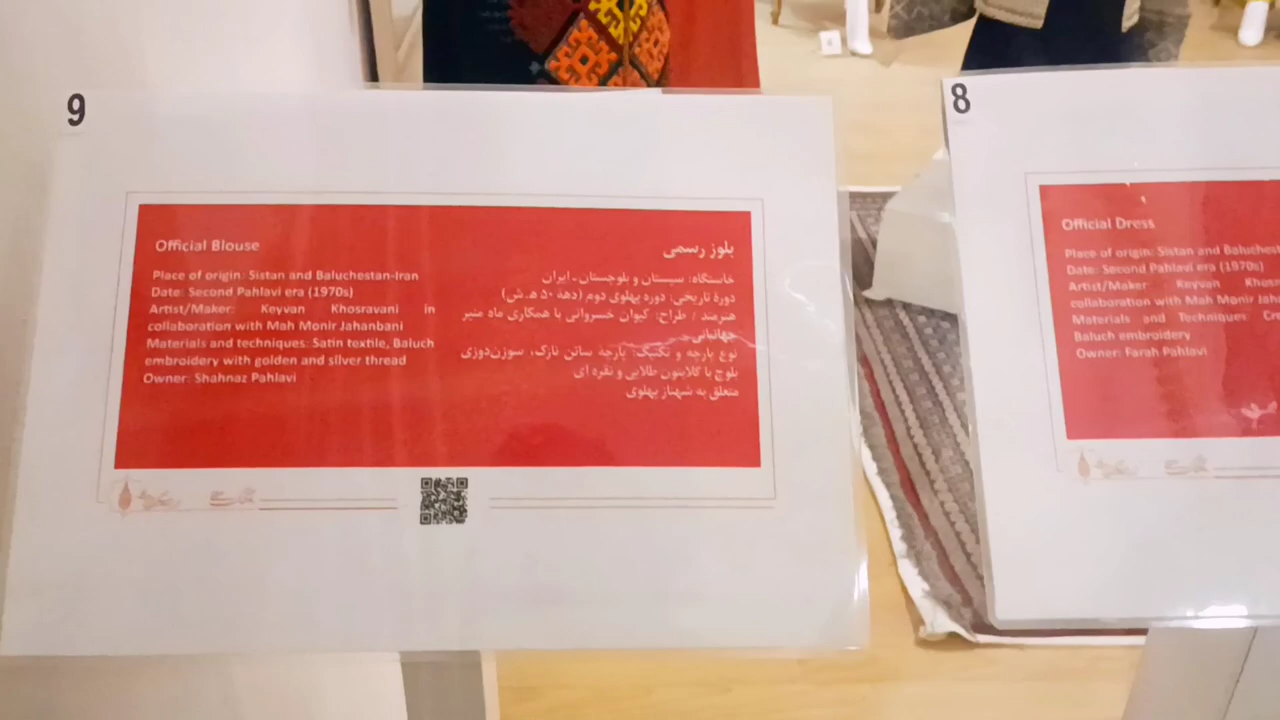 9
Official Blouse
Place of origin: Sistan and Baluchestan-Iran
Date: Second Pahlavi era (1970s)
Artist/Maker: Keyvan Khosravani in
collaboration with Mah Monir Jahanbani
Materials and techniques: Satin textile, Baluch
embroidery with golden and silver thread
Owner: Shahnaz Pahlavi
بلوز رسمی
خاستگاه: سیستان و بلوچستان - ایران
دورهٔ تاریخی: دوره پهلوی دوم (دههٔ ۵۰ ه.ش)
هنرمند / طراح: کیوان خسروانی با همکاری ماه منیر
جهانبانی
نوع پارچه و تکنیک: پارچه ساتن نازک، سوزن‌دوزی
بلوچ با گلابتون طلایی و نقره ای
متعلق به شهناز پهلوی
8
Official Dress
Place of origin: Sistan and
Date: Second Pahlavi era (1970s)
Artist/Maker: Keyvan
collaboration with Mah Monir
Materials and Techniques:
Baluch embroidery
Owner: Farah Pahlavi